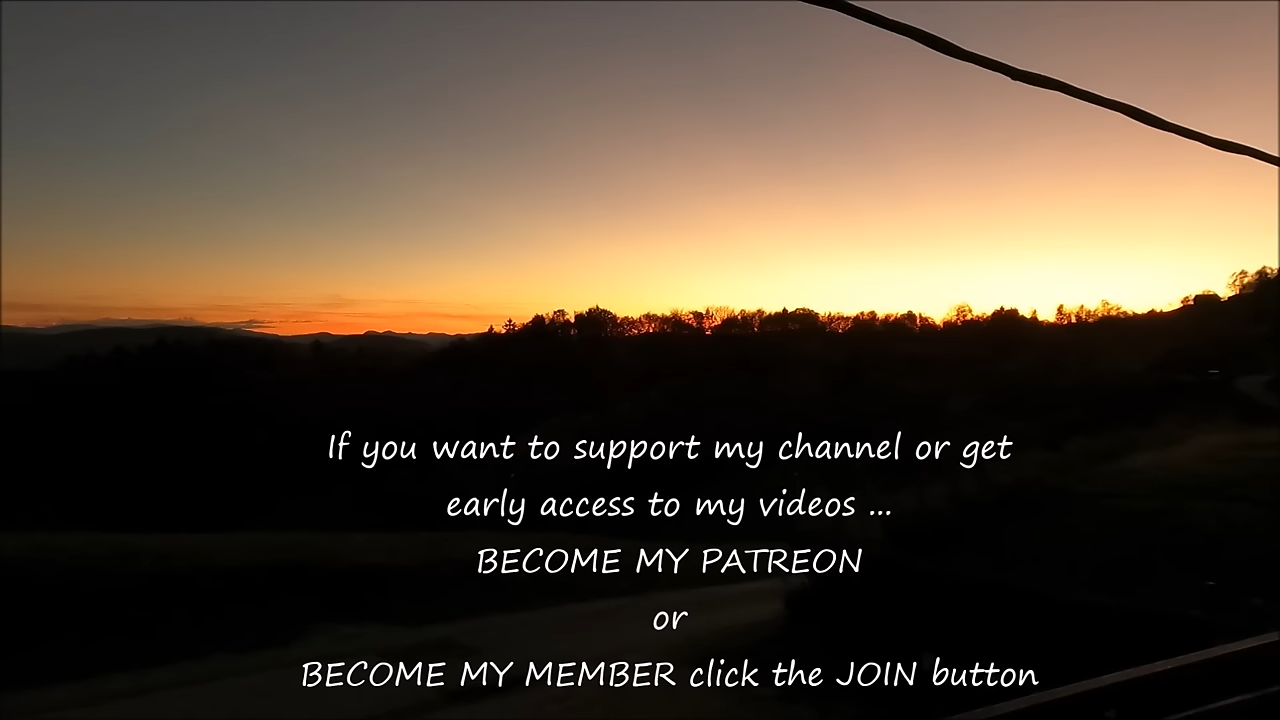 If you want to support my channel or get
early access to my videos ...
BECOME MY PATREON
or
BECOME MY MEMBER click the JOIN button